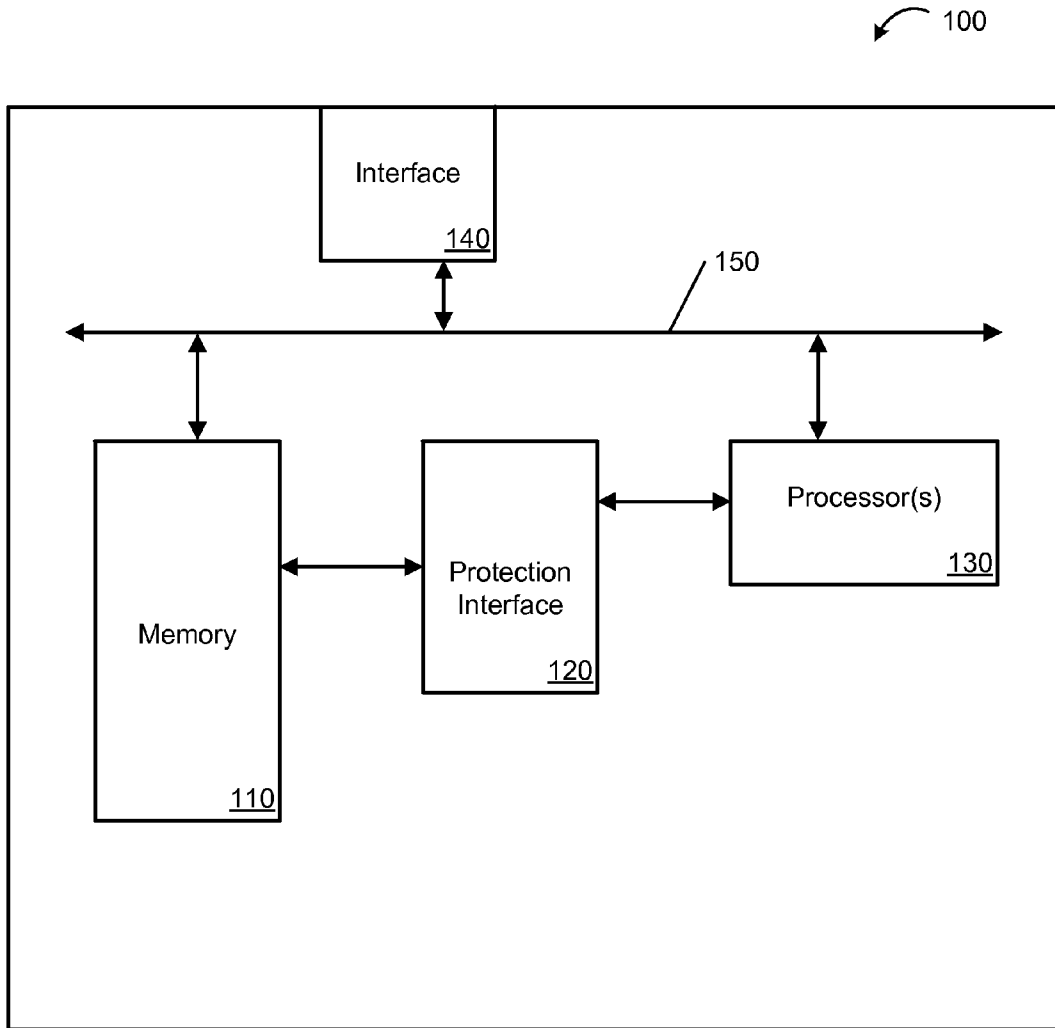 100
Interface
140
150
Memory
110
Protection
Interface
120
Processor(s)
130